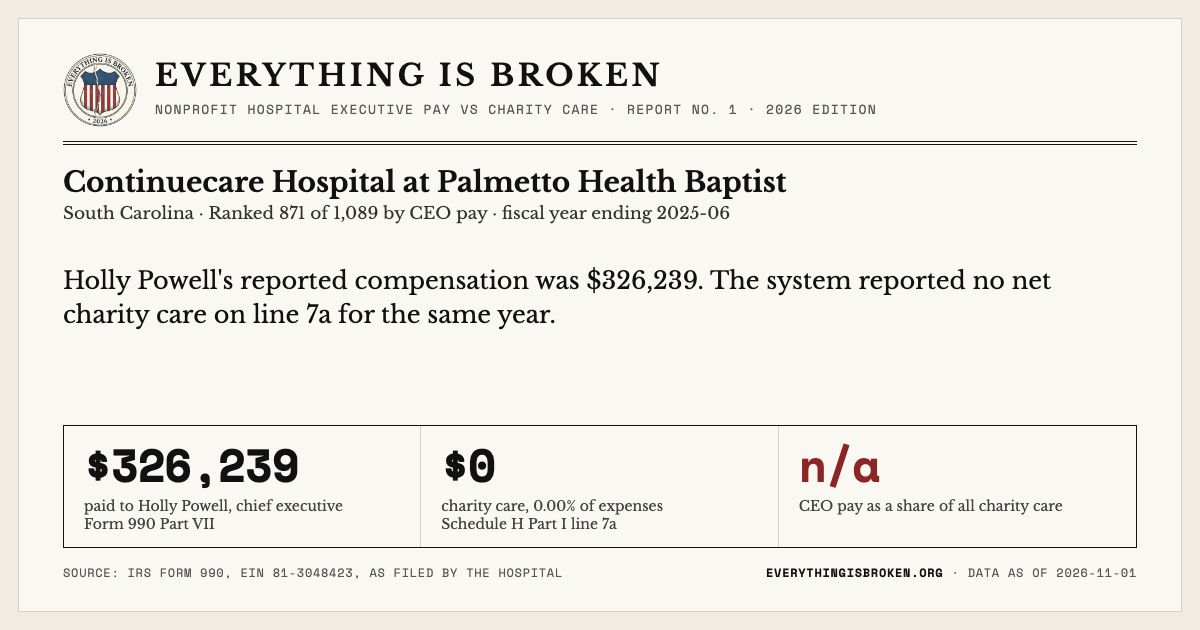 EVERYTHING IS BROKEN
· 2026 ·
EVERYTHING IS BROKEN
NONPROFIT HOSPITAL EXECUTIVE PAY VS CHARITY CARE · REPORT NO. 1 · 2026 EDITION
Continuecare Hospital at Palmetto Health Baptist
South Carolina · Ranked 871 of 1,089 by CEO pay · fiscal year ending 2025-06
Holly Powell's reported compensation was $326,239. The system reported no net
charity care on line 7a for the same year.
$326,239
paid to Holly Powell, chief executive
Form 990 Part VII
$0
charity care, 0.00% of expenses
Schedule H Part I line 7a
n/a
CEO pay as a share of all charity care
SOURCE: IRS FORM 990, EIN 81-3048423, AS FILED BY THE HOSPITAL
EVERYTHINGISBROKEN.ORG · DATA AS OF 2026-11-01